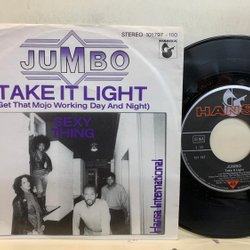 STEREO 101797-100
JUMBO
TAKE IT LIGHT
(Get That Mojo Working Day And Night)
SEXY
THING
Hansa International
HANSA
JUMBO
Take It Light